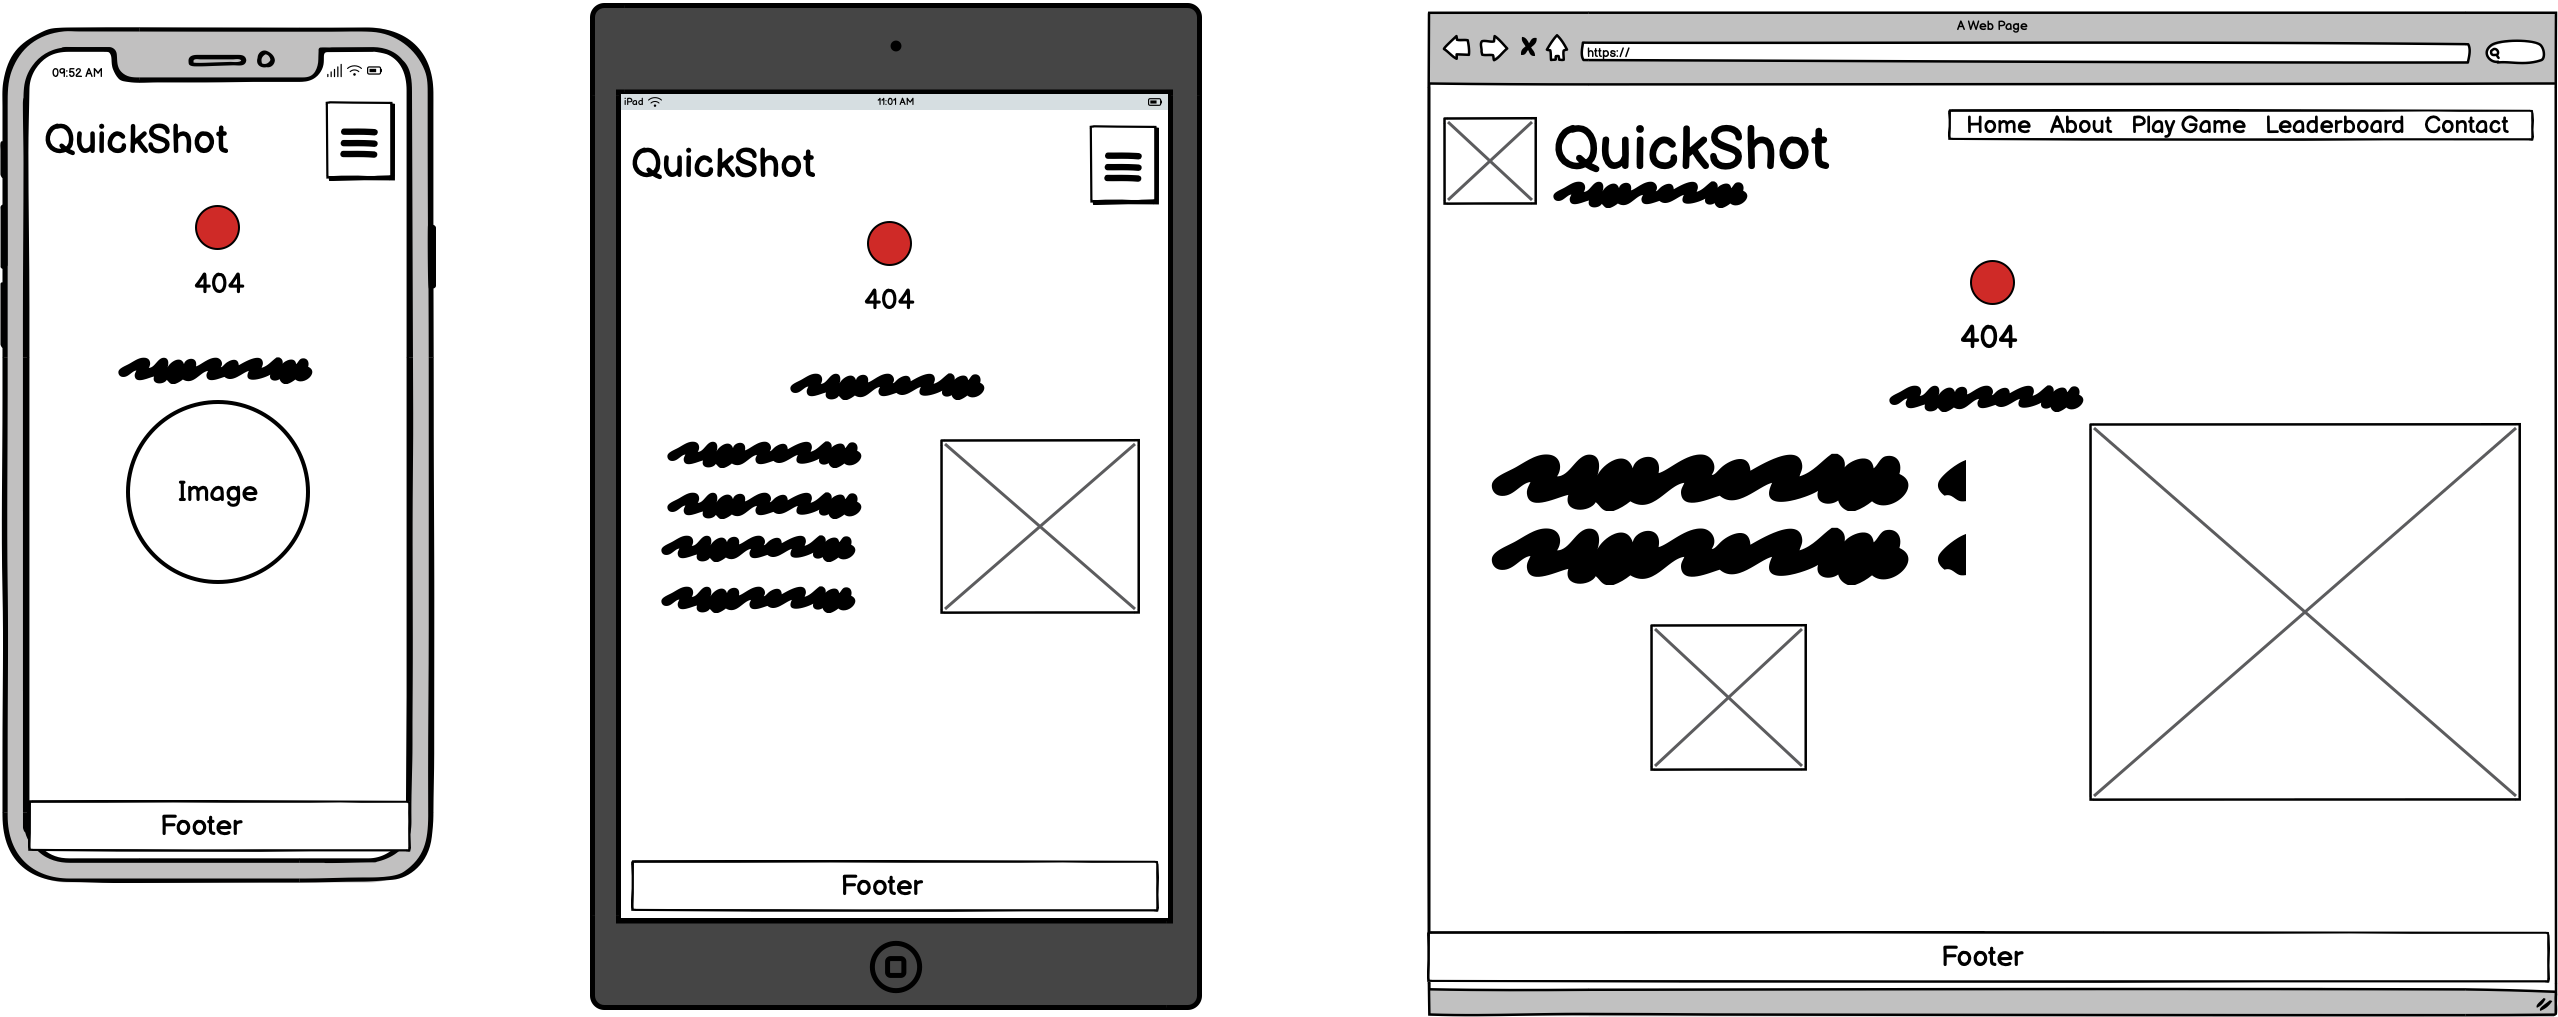 09:52 AM
QuickShot
404
Image
Footer
iPad
11:01 AM
QuickShot
404
Footer
A Web Page
https://
Home About Play Game Leaderboard Contact
QuickShot
404
Footer